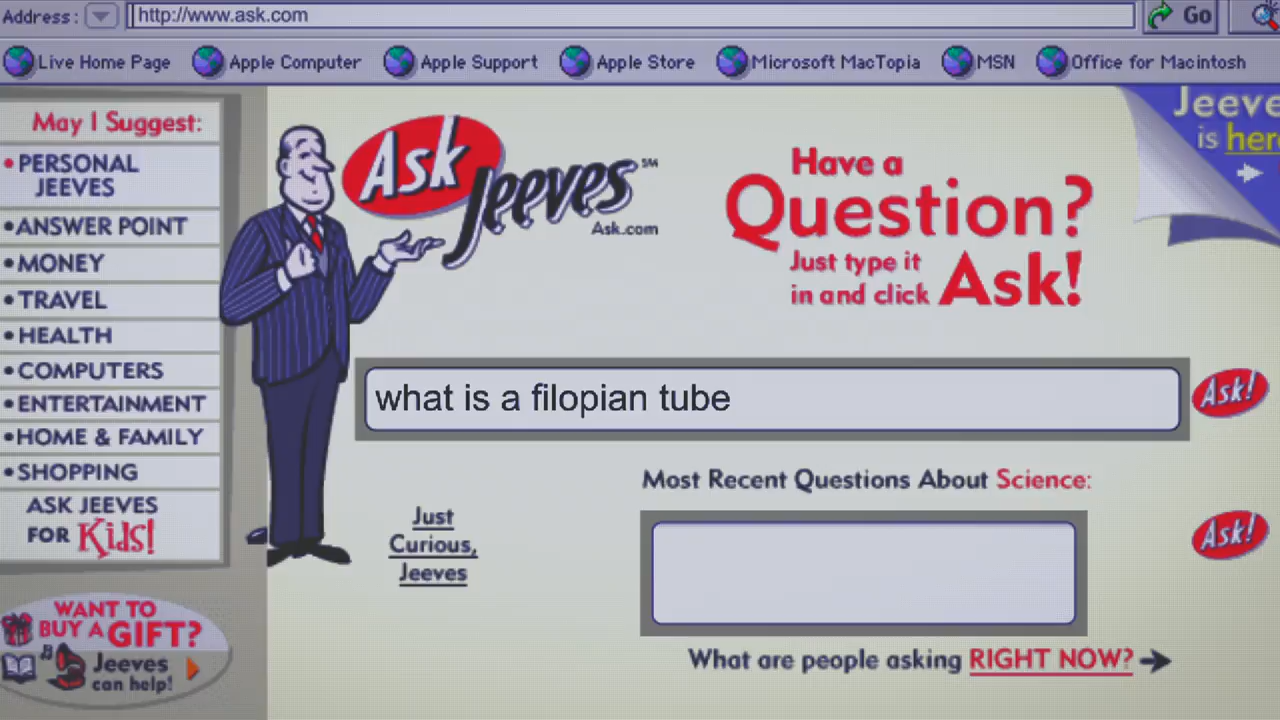 Address: http://www.ask.com Go
Live Home Page Apple Computer Apple Support Apple Store Microsoft MacTopia MSN Office for Macintosh
May I Suggest:
• PERSONAL
JEEVES
• ANSWER POINT
• MONEY
• TRAVEL
• HEALTH
• COMPUTERS
• ENTERTAINMENT
• HOME & FAMILY
• SHOPPING
ASK JEEVES
FOR Kids!
WANT TO
BUY A GIFT?
Jeeves
can help!
Ask Jeeves℠
Ask.com
Have a
Question?
Just type it
in and click Ask!
Jeeve
is her
what is a filopian tube
Ask!
Just
Curious,
Jeeves
Most Recent Questions About Science:
Ask!
What are people asking RIGHT NOW?